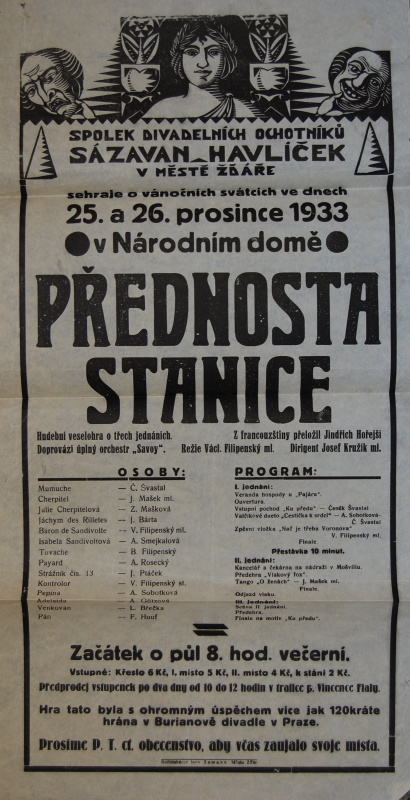 SPOLEK DIVADELNÍCH OCHOTNÍKŮ
SÁZAVAN-HAVLÍČEK
V MĚSTĚ ŽĎÁŘE
sehraje o vánočních svátcích ve dnech
25. a 26. prosince 1933
v Národním domě
PŘEDNOSTA
STANICE
Hudební veselohra o třech jednáních. Z francouzštiny přeložil Jindřich Hořejší
Doprovází úplný orchestr „Savoy“. Režie Václ. Filipenský ml. Dirigent Josef Kružík ml.
OSOBY:
Mumuche — Č. Švastal
Cherpitel — J. Mašek ml.
Julie Cherpitelová — Z. Mašková
Jáchym des Rilletes — J. Bárta
Baron de Sandivolte — V. Filipenský ml.
Isabela Sandivoltová — A. Smejkalová
Tuvache — B. Filipenský
Payard — A. Rosecký
Strážník čís. 13 — J. Ptáček
Kontrolor — V. Filipenský st.
Pepina — A. Sobotková
Adelaida —
Venkovan — L. Břečka
Pán — F. Houf
PROGRAM:
I. jednání:
Veranda hospody u „Pajára“.
Ouvertura.
Vstupní pochod „Ku předu“ — Čeněk Švastal
Valčíkové dueto „Cestička k srdci“ — A. Sobotková-
Č. Švastal
Zpěvní vložka „Nač je třeba Voronova“
V. Filipenský ml.
Finale.
Přestávka 10 minut.
II. jednání:
Kancelář a čekárna na nádraží v Mošvillu.
Předehra „Vlakový fox“.
Tango „O ženách“ — J. Mašek ml.
Finale.
Odjezd vlaku.
III. jednání:
Scéna II. jednání.
Předehra.
Finale na motiv „Ku předu“.
Začátek o půl 8. hod. večerní.
Vstupné: Křeslo 6 Kč, I. místo 5 Kč, II. místo 4 Kč, k stání 2 Kč.
Předprodej vstupenek po dva dny od 10 do 12 hodin v trafice p. Vincence Fialy.
Hra tato byla s ohromným úspěchem více jak 120kráte
hrána v Burianově divadle v Praze.
Prosíme P. T. ct. obecenstvo, aby včas zaujalo svoje místa.